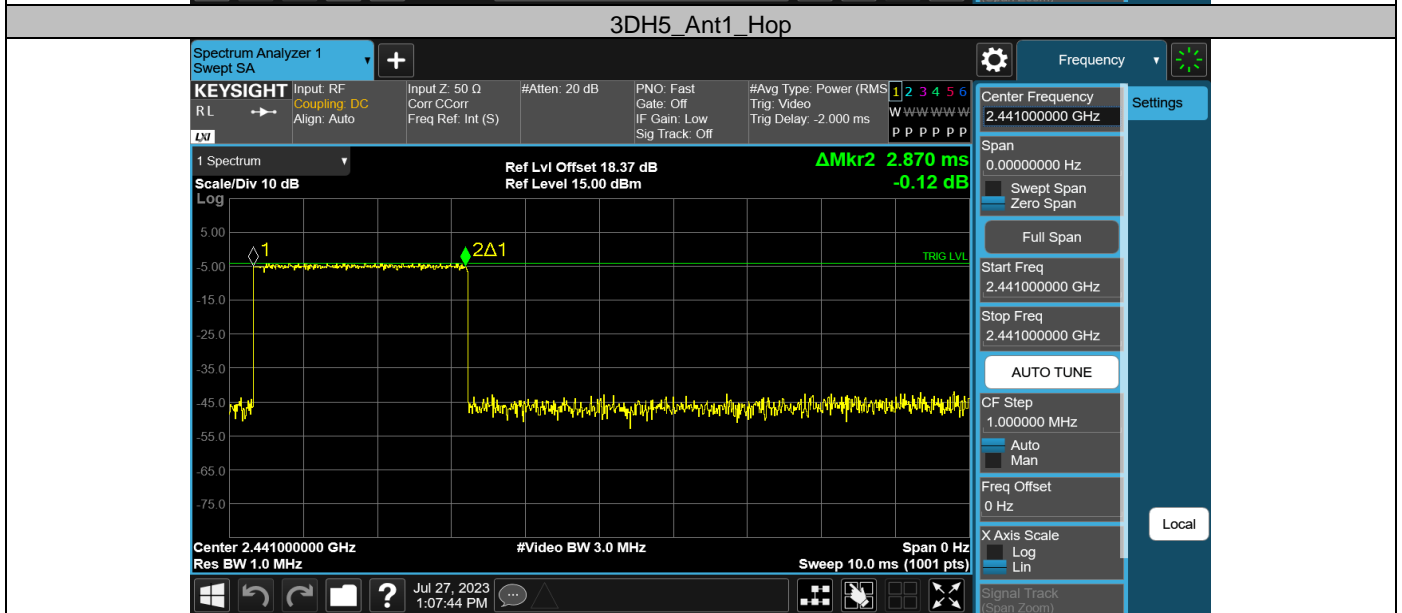 3DH5_Ant1_Hop
Spectrum Analyzer 1
Swept SA
Frequency
KEYSIGHT
RL
LXI
Input: RF
Coupling: DC
Align: Auto
Input Z: 50 Ω
Corr CCorr
Freq Ref: Int (S)
#Atten: 20 dB
PNO: Fast
Gate: Off
IF Gain: Low
Sig Track: Off
#Avg Type: Power (RMS
Trig: Video
Trig Delay: -2.000 ms
1 2 3 4 5 6
W W W W W W
P P P P P P
Center Frequency
2.441000000 GHz
Settings
1 Spectrum
Scale/Div 10 dB
Log
Ref Lvl Offset 18.37 dB
Ref Level 15.00 dBm
ΔMkr2 2.870 ms
-0.12 dB
Span
0.00000000 Hz
Swept Span
Zero Span
Full Span
Start Freq
2.441000000 GHz
Stop Freq
2.441000000 GHz
AUTO TUNE
CF Step
1.000000 MHz
Auto
Man
Freq Offset
0 Hz
X Axis Scale
Log
Lin
Signal Track
(Span Zoom)
Local
5.00
-5.00
-15.0
-25.0
-35.0
-45.0
-55.0
-65.0
-75.0
1
2Δ1
TRIG LVL
Center 2.441000000 GHz
Res BW 1.0 MHz
#Video BW 3.0 MHz
Span 0 Hz
Sweep 10.0 ms (1001 pts)
?
Jul 27, 2023
1:07:44 PM